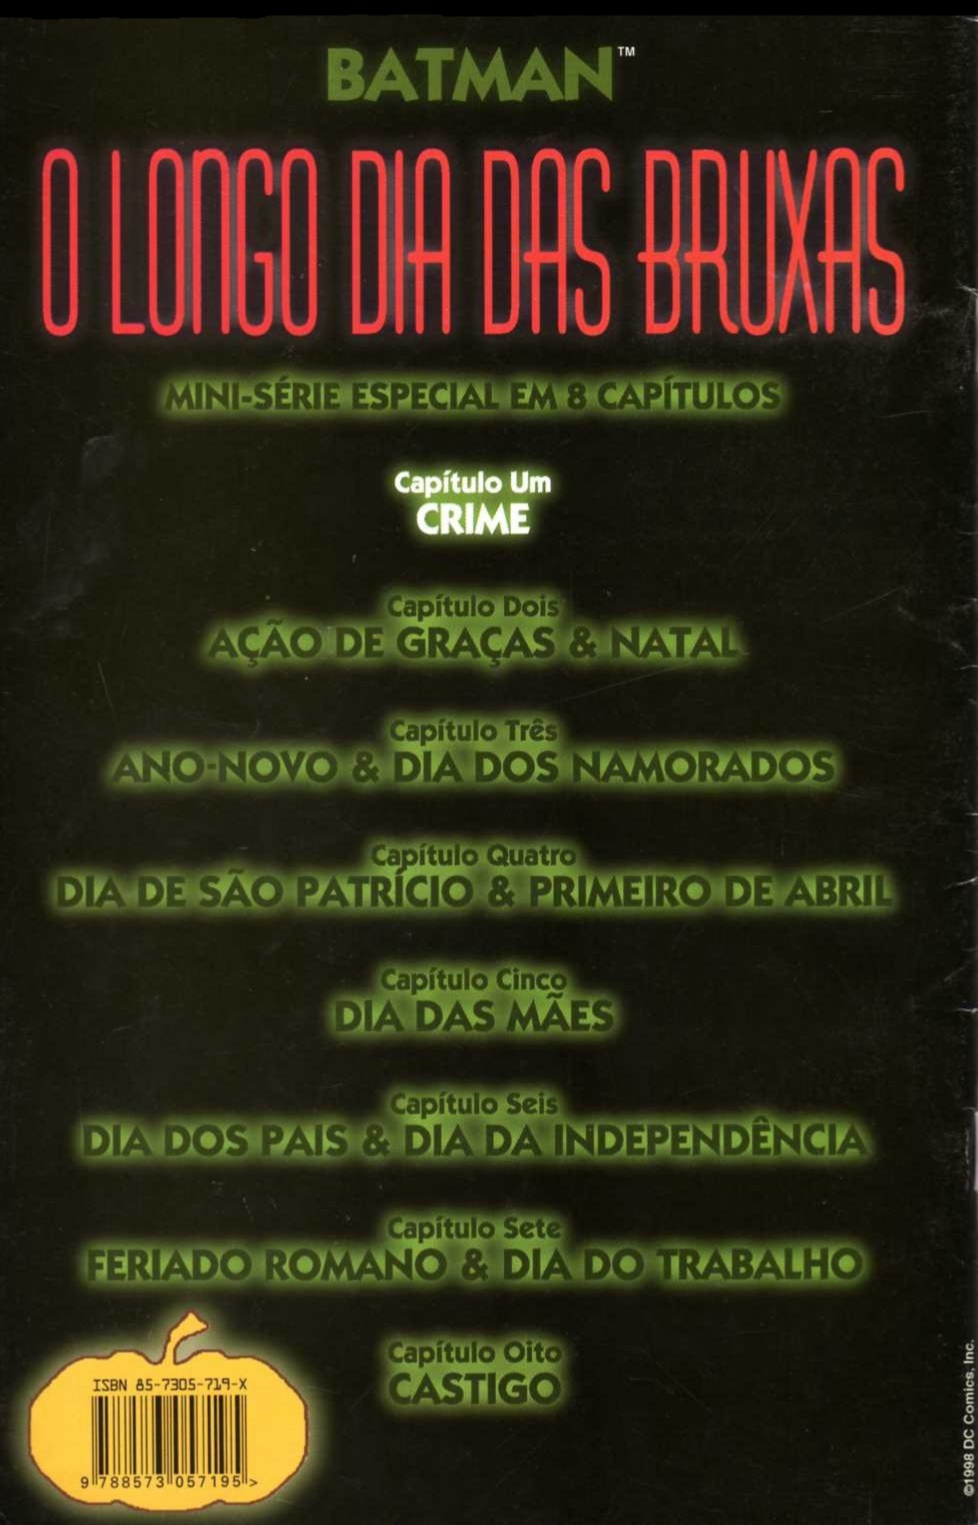 BATMAN™
O LONGO DIA DAS BRUXAS
MINI-SÉRIE ESPECIAL EM 8 CAPÍTULOS
Capítulo Um
CRIME
Capítulo Dois
AÇÃO DE GRAÇAS & NATAL
Capítulo Três
ANO-NOVO & DIA DOS NAMORADOS
Capítulo Quatro
DIA DE SÃO PATRÍCIO & PRIMEIRO DE ABRIL
Capítulo Cinco
DIA DAS MÃES
Capítulo Seis
DIA DOS PAIS & DIA DA INDEPENDÊNCIA
Capítulo Sete
FERIADO ROMANO & DIA DO TRABALHO
Capítulo Oito
CASTIGO
ISBN 85-7305-719-X
9 788573 057195 >
©1998 DC Comics, Inc.